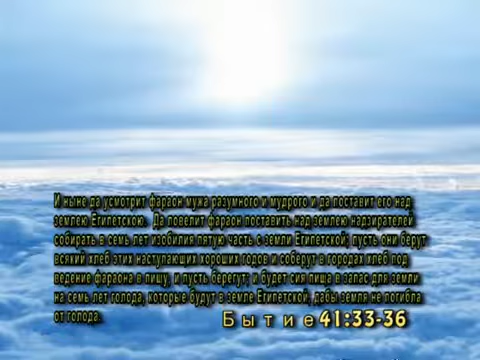 И ныне да усмотрит фараон мужа разумного и мудрого и да поставит его над
землею Египетскою. Да повелит фараон поставить над землею надзирателей
собирать в семь лет изобилия пятую часть с земли Египетской; пусть они берут
всякий хлеб этих наступающих хороших годов и соберут в городах хлеб под
ведение фараона в пищу, и пусть берегут; и будет сия пища в запас для земли
на семь лет голода, которые будут в земле Египетской, дабы земля не погибла
от голода.
Бытие 41:33-36